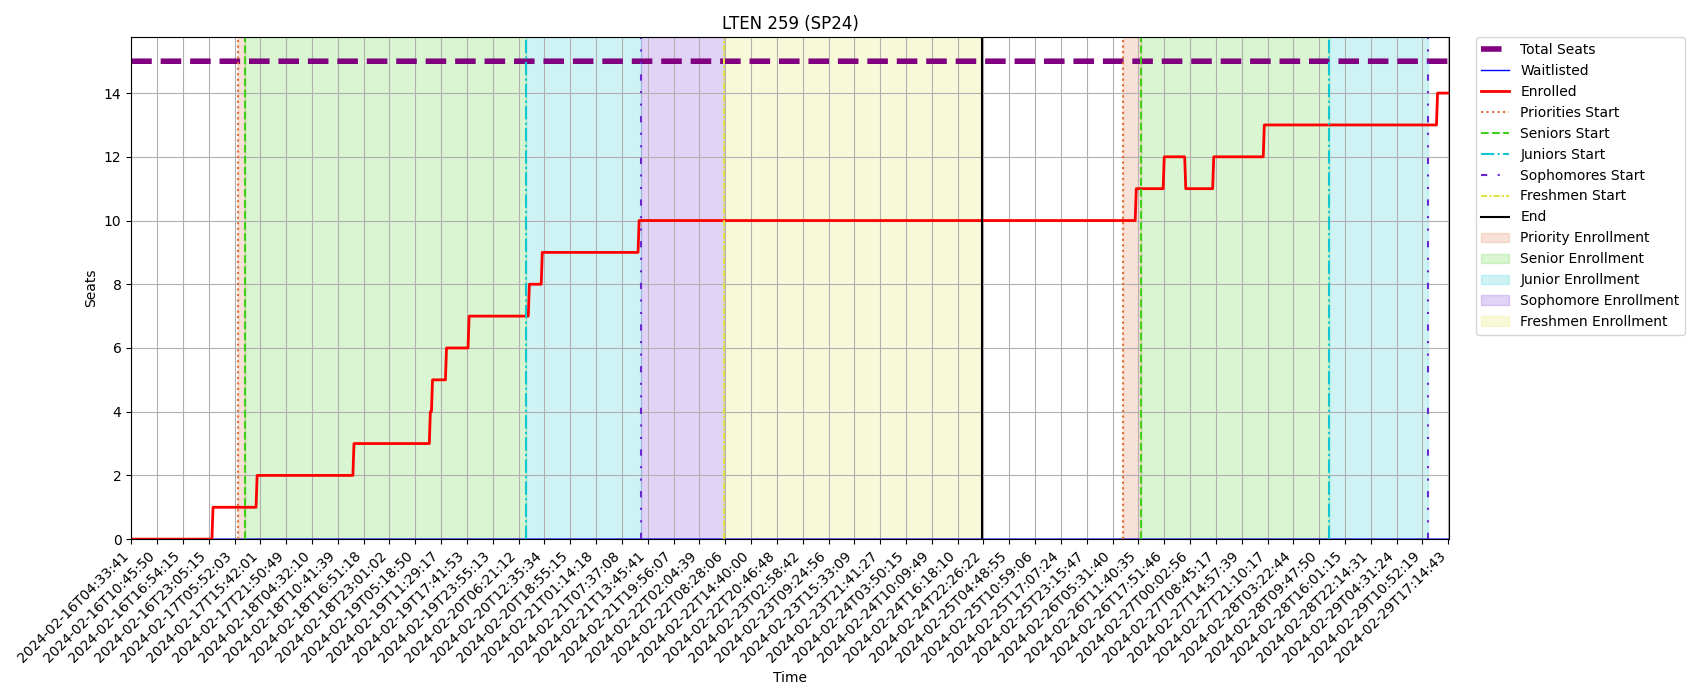 LTEN 259 (SP24)
Seats
14
12
10
8
6
4
2
0
2024-02-16T04:33:41
2024-02-16T10:45:50
2024-02-16T16:54:15
2024-02-16T23:05:15
2024-02-17T05:52:03
2024-02-17T15:42:01
2024-02-17T21:50:49
2024-02-18T04:32:10
2024-02-18T10:41:39
2024-02-18T16:51:18
2024-02-18T23:01:02
2024-02-19T05:18:50
2024-02-19T11:29:17
2024-02-19T17:41:53
2024-02-19T23:55:13
2024-02-20T06:21:12
2024-02-20T12:35:34
2024-02-20T18:55:15
2024-02-21T01:14:18
2024-02-21T07:37:08
2024-02-21T13:45:41
2024-02-21T19:56:07
2024-02-22T02:04:39
2024-02-22T08:28:06
2024-02-22T14:40:00
2024-02-22T20:46:48
2024-02-23T02:58:42
2024-02-23T09:24:56
2024-02-23T15:33:09
2024-02-23T21:41:27
2024-02-24T03:50:15
2024-02-24T10:09:49
2024-02-24T16:18:10
2024-02-24T22:26:22
2024-02-25T04:48:55
2024-02-25T10:59:06
2024-02-25T17:07:24
2024-02-25T23:15:47
2024-02-26T05:31:40
2024-02-26T11:40:35
2024-02-26T17:51:46
2024-02-27T00:02:56
2024-02-27T08:45:17
2024-02-27T14:57:39
2024-02-27T21:10:17
2024-02-28T03:22:44
2024-02-28T09:47:50
2024-02-28T16:01:15
2024-02-28T22:14:31
2024-02-29T04:31:24
2024-02-29T10:52:19
2024-02-29T17:14:43
Time
Total Seats
Waitlisted
Enrolled
Priorities Start
Seniors Start
Juniors Start
Sophomores Start
Freshmen Start
End
Priority Enrollment
Senior Enrollment
Junior Enrollment
Sophomore Enrollment
Freshmen Enrollment